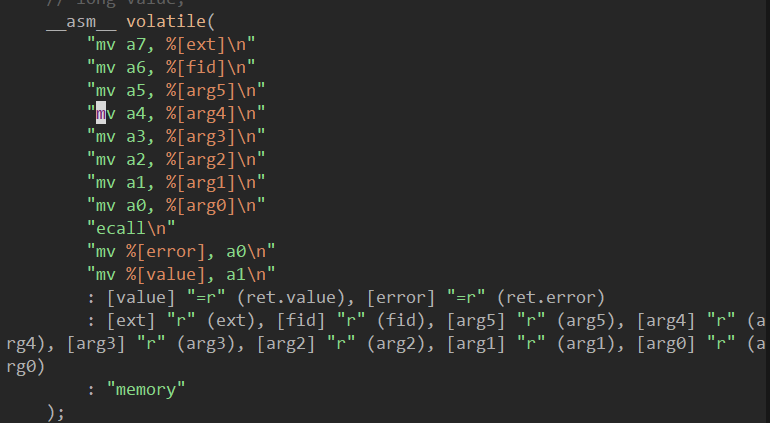 // long value;
__asm__ volatile(
"mv a7, %[ext]\n"
"mv a6, %[fid]\n"
"mv a5, %[arg5]\n"
"mv a4, %[arg4]\n"
"mv a3, %[arg3]\n"
"mv a2, %[arg2]\n"
"mv a1, %[arg1]\n"
"mv a0, %[arg0]\n"
"ecall\n"
"mv %[error], a0\n"
"mv %[value], a1\n"
: [value] "=r" (ret.value), [error] "=r" (ret.error)
: [ext] "r" (ext), [fid] "r" (fid), [arg5] "r" (arg5), [arg4] "r" (a
rg4), [arg3] "r" (arg3), [arg2] "r" (arg2), [arg1] "r" (arg1), [arg0] "r" (a
rg0)
: "memory"
);